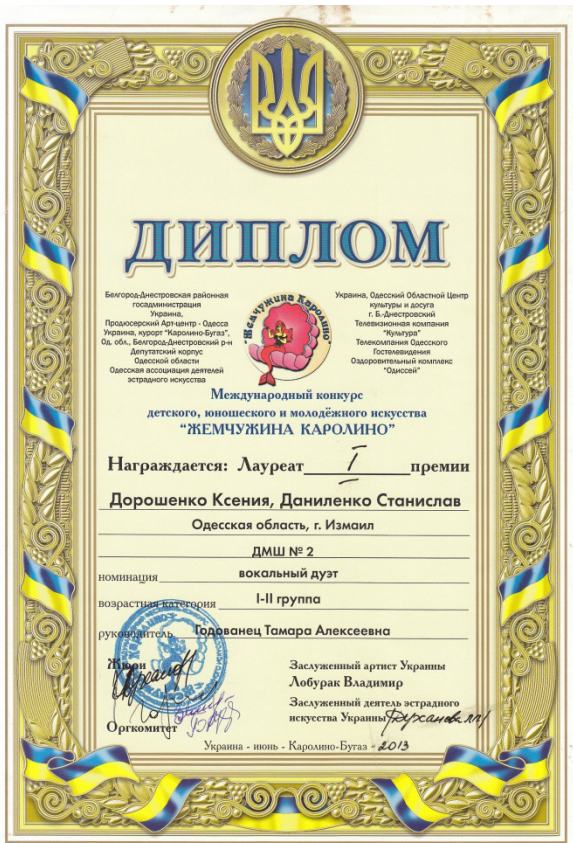 ДИПЛОМ
Белгород-Днестровская районная
госадминистрация
Украина,
Продюсерский Арт-центр - Одесса
Украина, курорт "Каролино-Бугаз",
Од. обл., Белгород-Днестровский р-н
Депутатский корпус
Одесской области
Одесская ассоциация деятелей
эстрадного искусства
"Жемчужина Каролино"
Украина, Одесский Областной Центр
культуры и досуга
г. Б.-Днестровский
Телевизионная компания
"Культура"
Телекомпания Одесского
Гостелевидения
Оздоровительный комплекс
"Одиссей"
Международный конкурс
детского, юношеского и молодёжного искусства
"ЖЕМЧУЖИНА КАРОЛИНО"
Награждается: Лауреат I премии
Дорошенко Ксения, Даниленко Станислав
Одесская область, г. Измаил
ДМШ № 2
номинация вокальный дуэт
возрастная категория I-II группа
руководитель Годованец Тамара Алексеевна
Жюри
Заслуженный артист Украины
Лобурак Владимир
Заслуженный деятель эстрадного
искусства Украины
Оргкомитет
Украина - июнь - Каролино-Бугаз - 2013